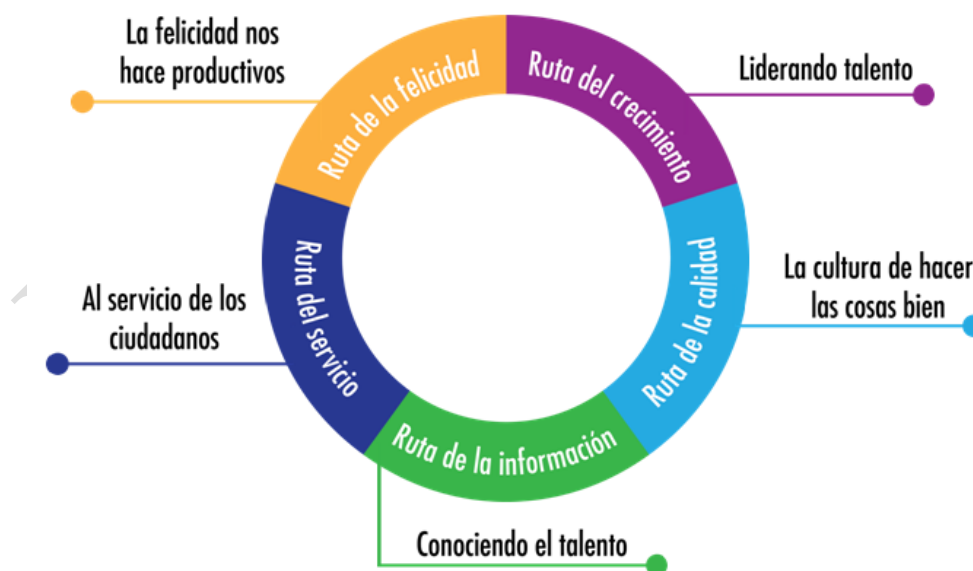 La felicidad nos
hace productivos
Ruta de la felicidad
Ruta del crecimiento
Liderando talento
Ruta de la calidad
La cultura de hacer
las cosas bien
Ruta del servicio
Al servicio de los
ciudadanos
Ruta de la información
Conociendo el talento